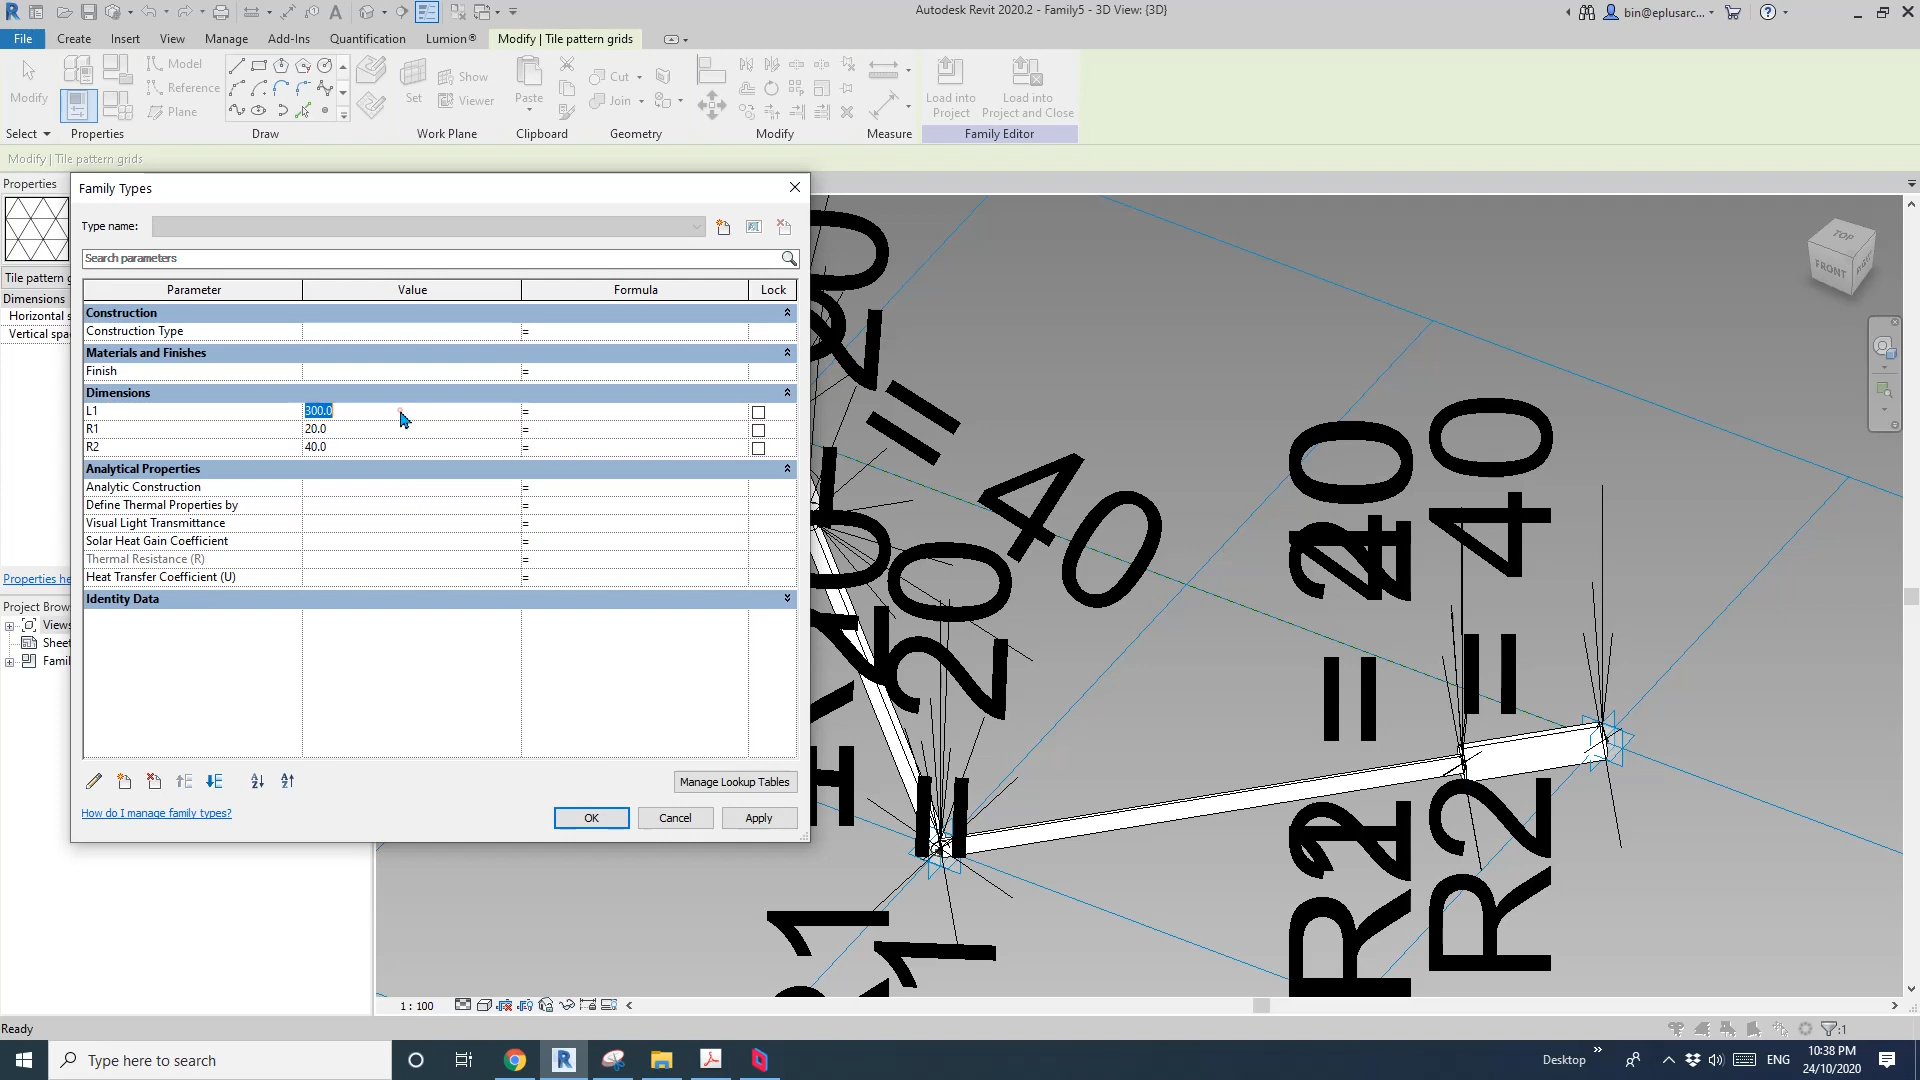 Autodesk Revit 2020.2 - Family5 - 3D View: {3D}
bin@eplusarc...
File Create Insert View Manage Add-Ins Quantification Lumion® Modify | Tile pattern grids
Modify
Model
Reference
Plane
Set
Show
Viewer
Paste
Cut
Join
Load into Project
Load into Project and Close
Select Properties Draw Work Plane Clipboard Geometry Modify Measure Family Editor
Modify | Tile pattern grids
Properties
Tile pattern g
Dimensions
Horizontal s
Vertical spa
Properties he
Project Brow
Views
Sheet
Famil
Family Types
Type name:
Search parameters
Parameter Value Formula Lock
Construction
Construction Type =
Materials and Finishes
Finish =
Dimensions
L1 300.0 =
R1 20.0 =
R2 40.0 =
Analytical Properties
Analytic Construction =
Define Thermal Properties by =
Visual Light Transmittance =
Solar Heat Gain Coefficient =
Thermal Resistance (R) =
Heat Transfer Coefficient (U) =
Identity Data
Manage Lookup Tables
How do I manage family types?
OK Cancel Apply
TOP
FRONT
R2 = 40
1 : 100
Ready
:1
Type here to search
Desktop
ENG
10:38 PM
24/10/2020